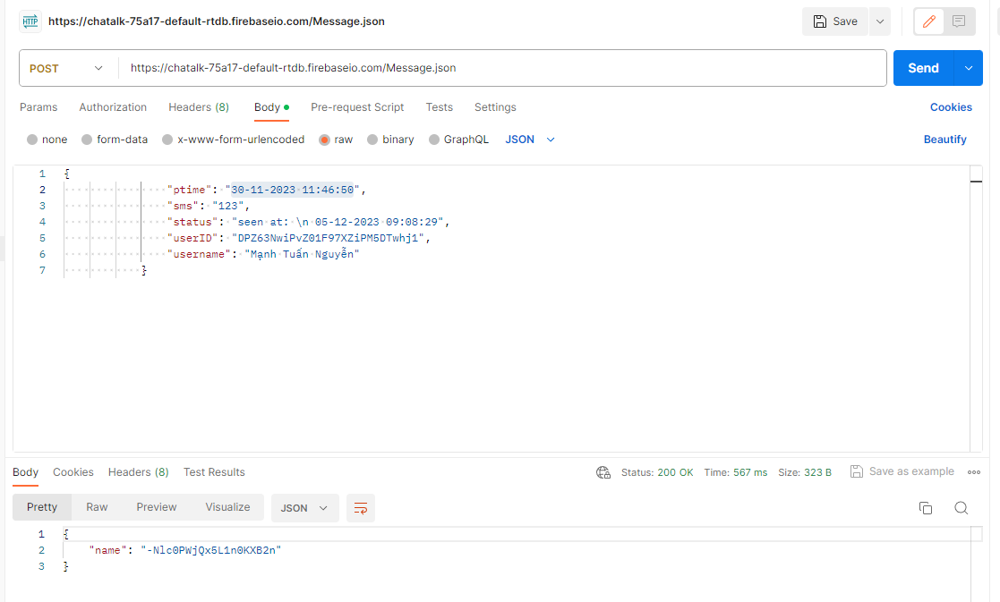 HTTP https://chatalk-75a17-default-rtdb.firebaseio.com/Message.json Save
POST https://chatalk-75a17-default-rtdb.firebaseio.com/Message.json Send
Params Authorization Headers (8) Body Pre-request Script Tests Settings Cookies
none form-data x-www-form-urlencoded raw binary GraphQL JSON Beautify
1 {
2 "ptime": "30-11-2023 11:46:50",
3 "sms": "123",
4 "status": "seen at: \n 05-12-2023 09:08:29",
5 "userID": "DPZ63NwiPvZ01F97XZiPM5DTwhj1",
6 "username": "Mạnh Tuấn Nguyễn"
7 }
Body Cookies Headers (8) Test Results Status: 200 OK Time: 567 ms Size: 323 B Save as example
Pretty Raw Preview Visualize JSON
1 {
2 "name": "-Nlc0PWjQx5L1n0KXB2n"
3 }